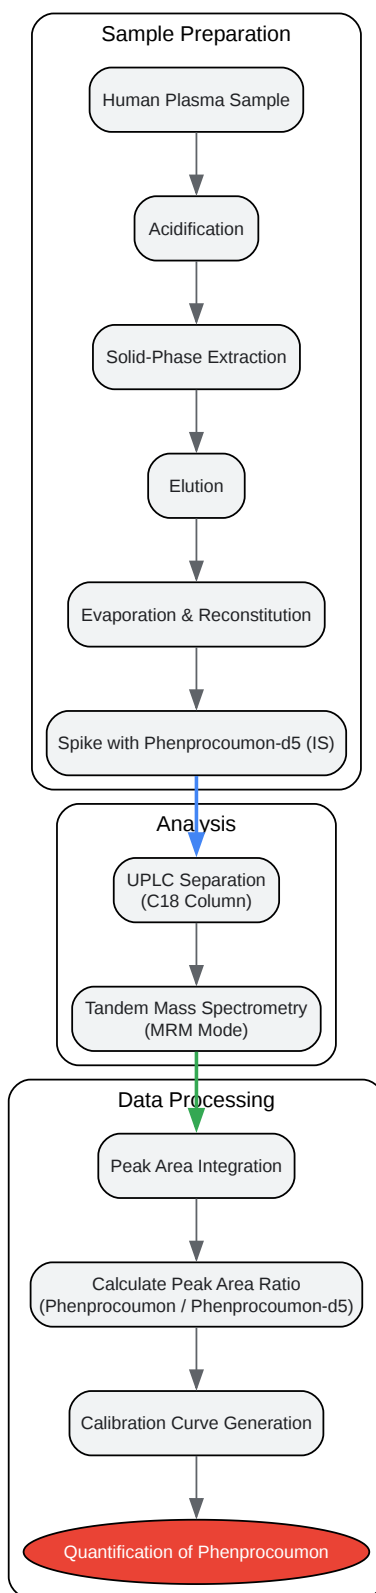 Sample Preparation
Human Plasma Sample
Acidification
Solid-Phase Extraction
Elution
Evaporation & Reconstitution
Spike with Phenprocoumon-d5 (IS)
Analysis
UPLC Separation
(C18 Column)
Tandem Mass Spectrometry
(MRM Mode)
Data Processing
Peak Area Integration
Calculate Peak Area Ratio
(Phenprocoumon / Phenprocoumon-d5)
Calibration Curve Generation
Quantification of Phenprocoumon